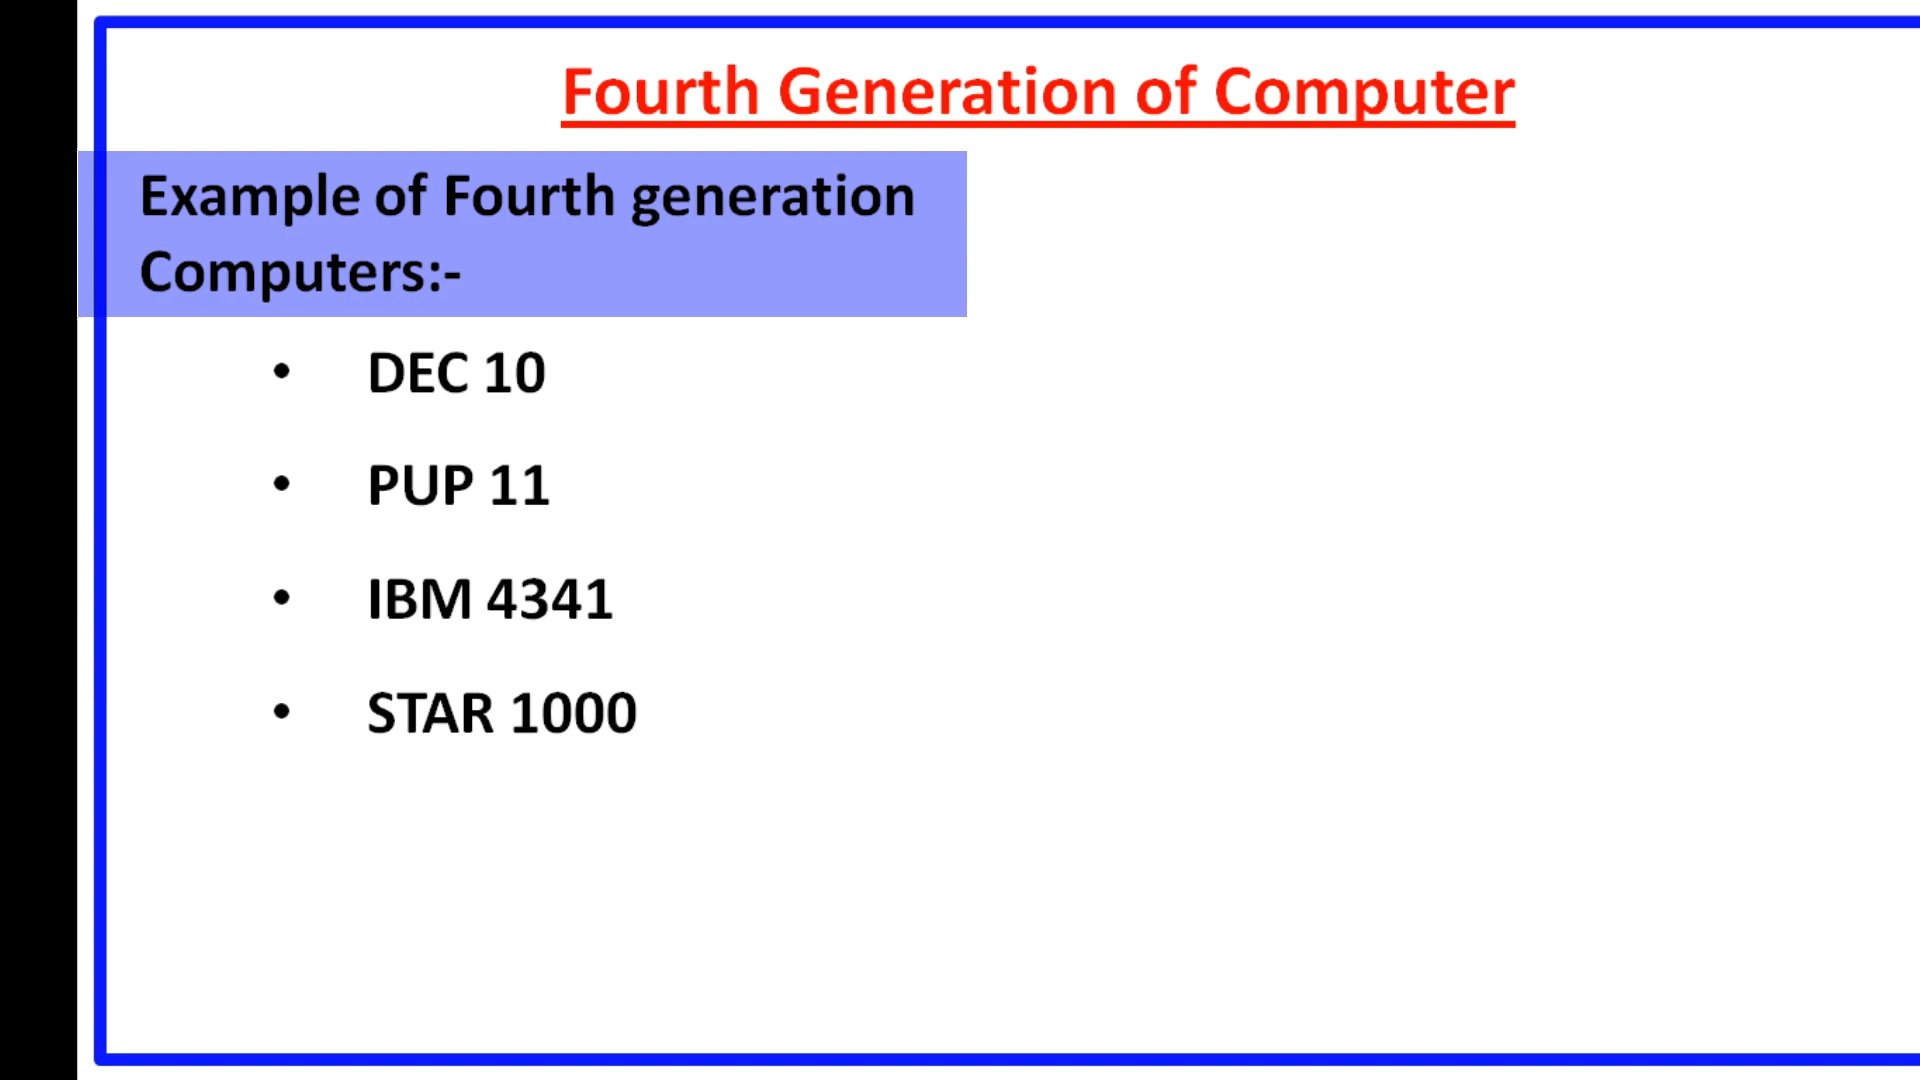 Fourth Generation of Computer
Example of Fourth generation
Computers:-
• DEC 10
• PUP 11
• IBM 4341
• STAR 1000